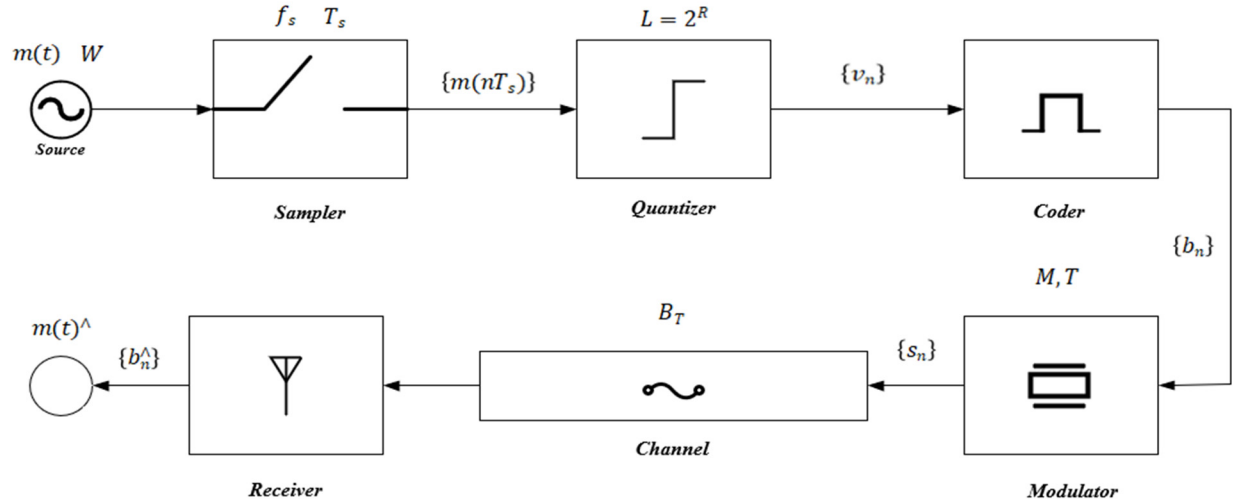 f_s T_s
L = 2^R
m(t) W
{m(nT_s)}
{v_n}
Source
Sampler
Quantizer
Coder
{b_n}
M, T
B_T
m(t)^
{b_n^^}
{s_n}
Channel
Receiver
Modulator